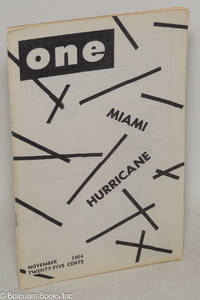 one
MIAMI
HURRICANE
NOVEMBER 1954
TWENTY-FIVE CENTS
© Bolerium Books Inc.